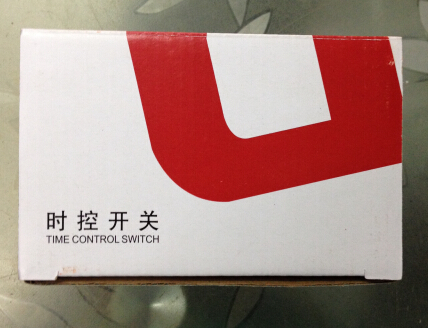 时控开关
TIME CONTROL SWITCH